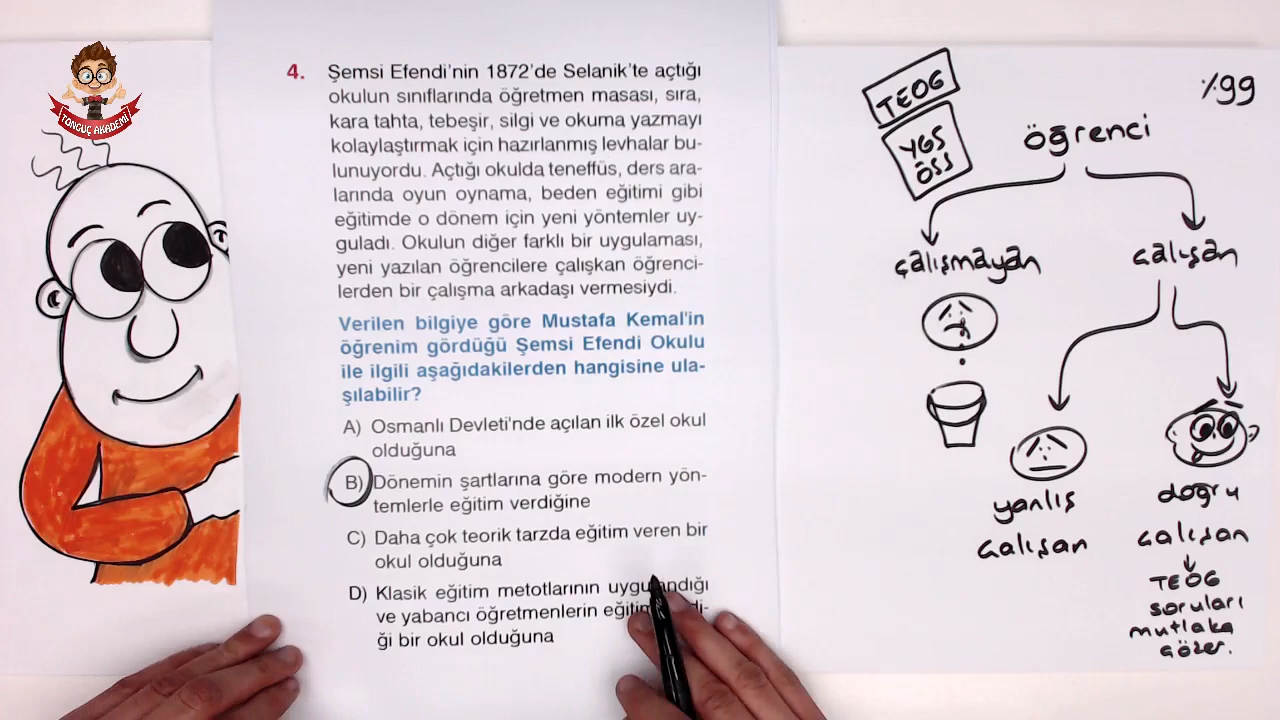 TONGUÇ AKADEMİ
4. Şemsi Efendi'nin 1872'de Selanik'te açtığı
okulun sınıflarında öğretmen masası, sıra,
kara tahta, tebeşir, silgi ve okuma yazmayı
kolaylaştırmak için hazırlanmış levhalar bu-
lunuyordu. Açtığı okulda teneffüs, ders ara-
larında oyun oynama, beden eğitimi gibi
eğitimde o dönem için yeni yöntemler uy-
guladı. Okulun diğer farklı bir uygulaması,
yeni yazılan öğrencilere çalışkan öğrenci-
lerden bir çalışma arkadaşı vermesiydi.
Verilen bilgiye göre Mustafa Kemal'in
öğrenim gördüğü Şemsi Efendi Okulu
ile ilgili aşağıdakilerden hangisine ula-
şılabilir?
A) Osmanlı Devleti'nde açılan ilk özel okul
olduğuna
B) Dönemin şartlarına göre modern yön-
temlerle eğitim verdiğine
C) Daha çok teorik tarzda eğitim veren bir
okul olduğuna
D) Klasik eğitim metotlarının uygulandığı
ve yabancı öğretmenlerin
ği bir okul olduğuna
TEOG
YGS
ÖSS
%99
öğrenci
çalışmayan
çalışan
yanlış
çalışan
doğru
çalışan
TEOG
soruları
mutlaka
çözer.